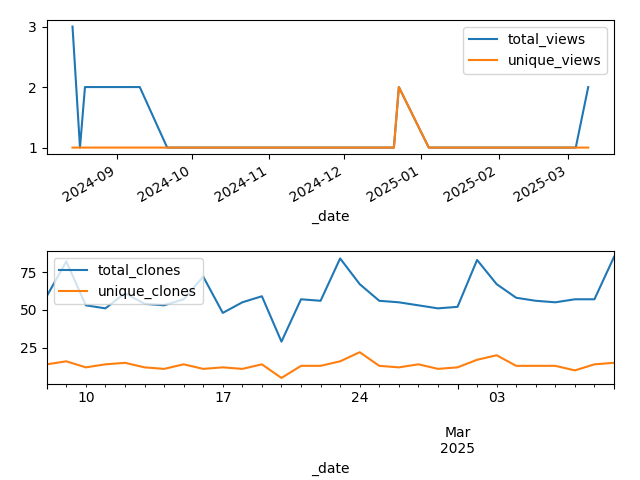 3
2
1
total_views
unique_views
2024-09
2024-10
2024-11
2024-12
2025-01
2025-02
2025-03
_date
75
50
25
total_clones
unique_clones
10
17
24
03
Mar
2025
_date